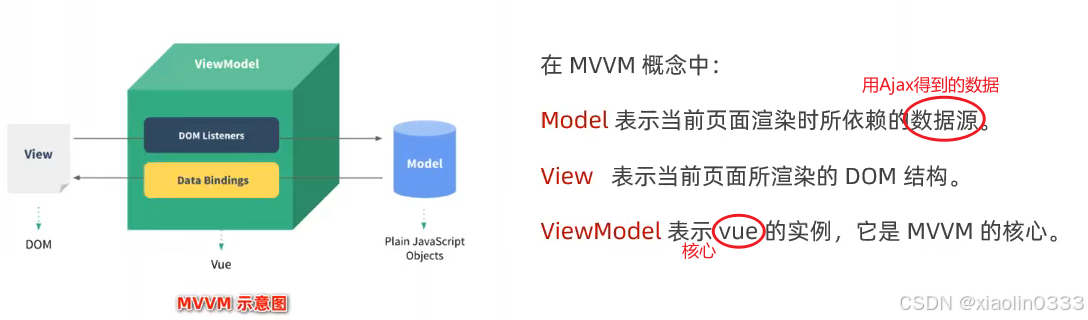 ViewModel
DOM Listeners
View
Model
Data Bindings
DOM
Plain JavaScript
Objects
Vue
MVVM 示意图
在 MVVM 概念中：
用Ajax得到的数据
Model 表示当前页面渲染时所依赖的数据源。
View 表示当前页面所渲染的 DOM 结构。
ViewModel 表示 vue 的实例，它是 MVVM 的核心。
核心
CSDN @xiaolin0333